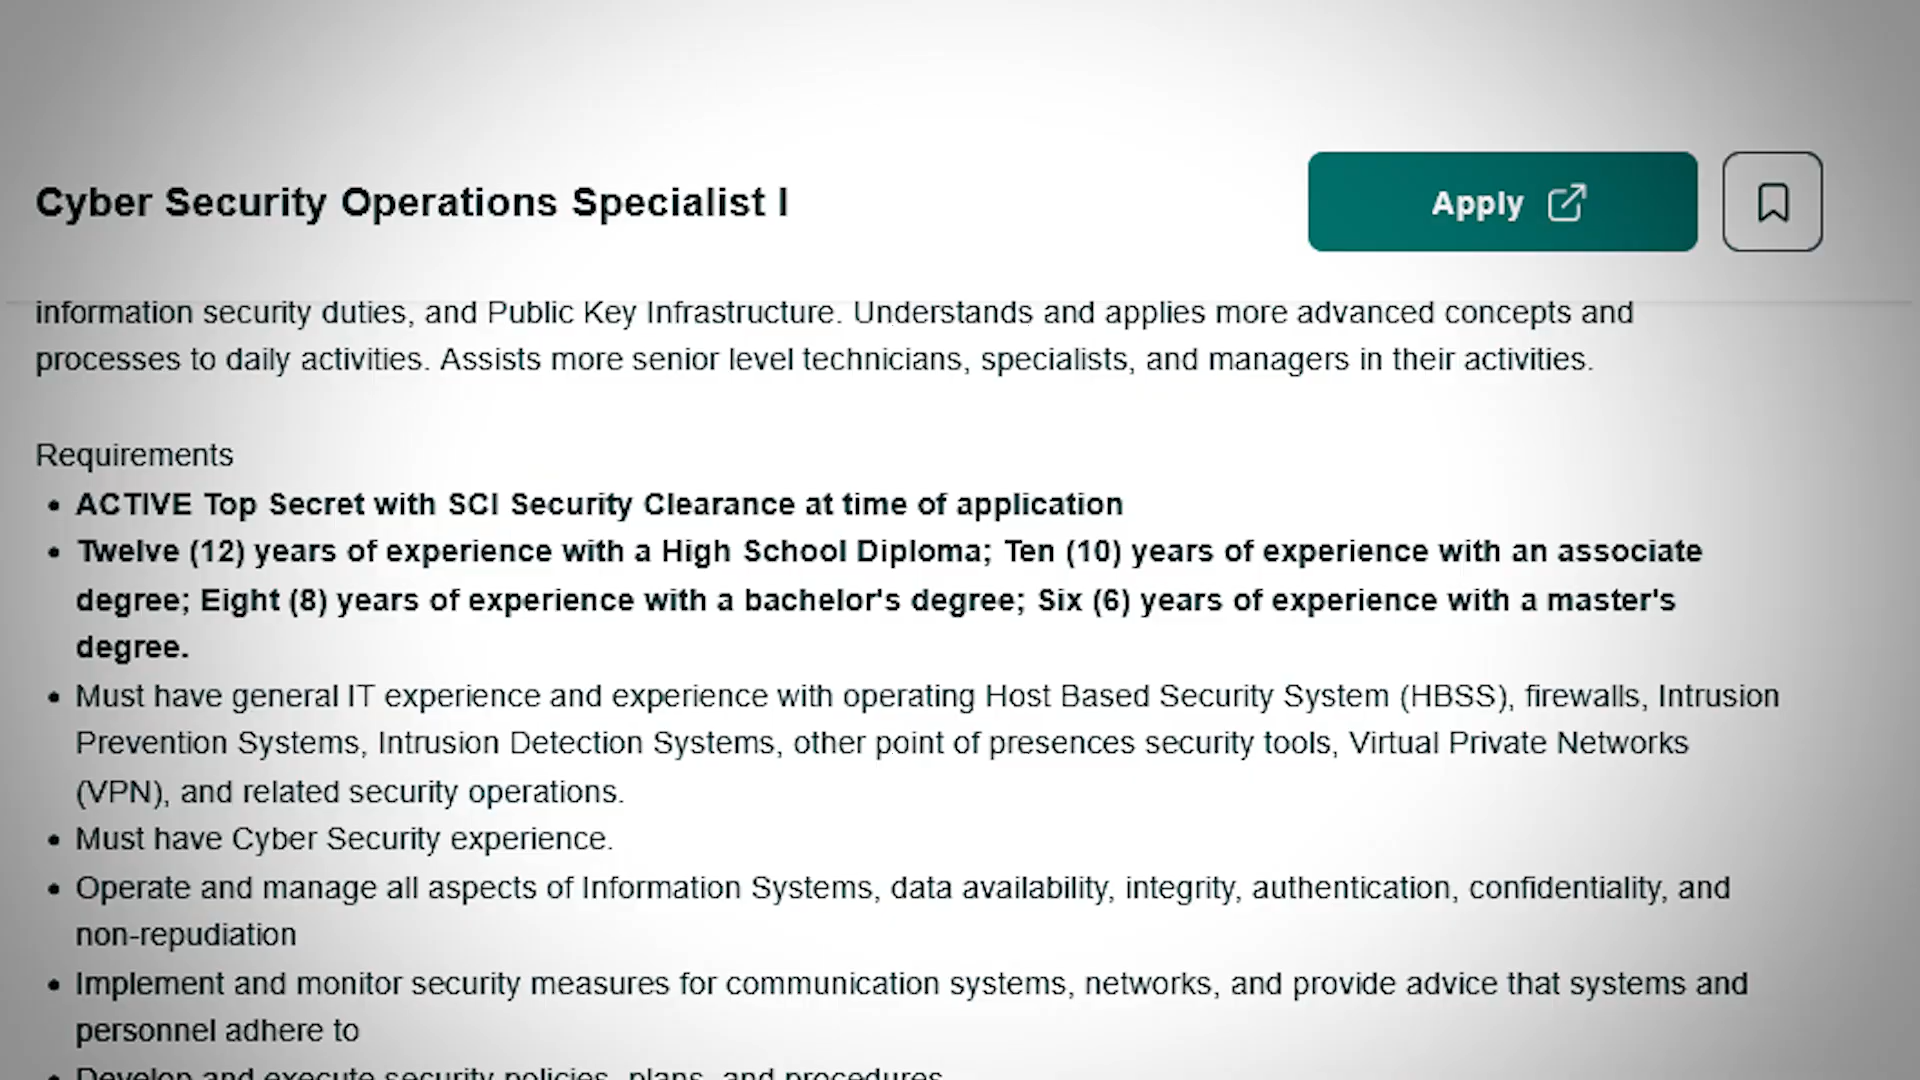 Cyber Security Operations Specialist I
Apply
information security duties, and Public Key Infrastructure. Understands and applies more advanced concepts and
processes to daily activities. Assists more senior level technicians, specialists, and managers in their activities.
Requirements
• ACTIVE Top Secret with SCI Security Clearance at time of application
• Twelve (12) years of experience with a High School Diploma; Ten (10) years of experience with an associate
degree; Eight (8) years of experience with a bachelor's degree; Six (6) years of experience with a master's
degree.
• Must have general IT experience and experience with operating Host Based Security System (HBSS), firewalls, Intrusion
Prevention Systems, Intrusion Detection Systems, other point of presences security tools, Virtual Private Networks
(VPN), and related security operations.
• Must have Cyber Security experience.
• Operate and manage all aspects of Information Systems, data availability, integrity, authentication, confidentiality, and
non-repudiation
• Implement and monitor security measures for communication systems, networks, and provide advice that systems and
personnel adhere to
• Develop and execute security policies, plans, and procedures